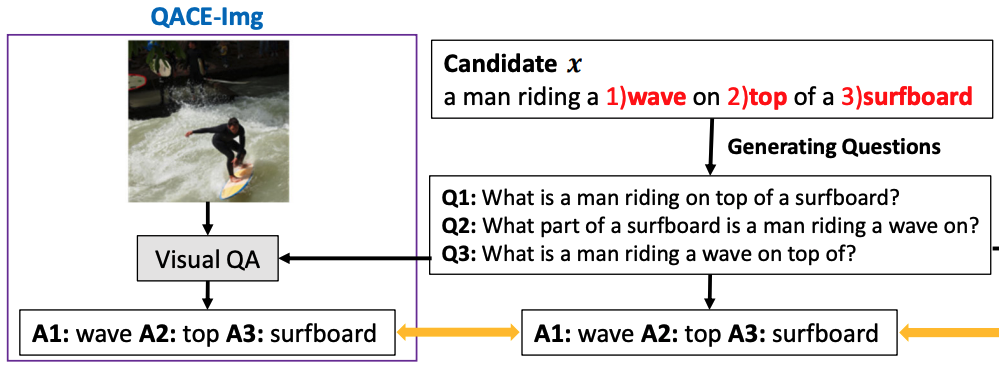 QACE-Img
Candidate x
a man riding a 1)wave on 2)top of a 3)surfboard
Generating Questions
Q1: What is a man riding on top of a surfboard?
Q2: What part of a surfboard is a man riding a wave on?
Q3: What is a man riding a wave on top of?
Visual QA
A1: wave A2: top A3: surfboard
A1: wave A2: top A3: surfboard